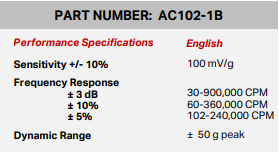 PART NUMBER: AC102-1B
Performance Specifications English
Sensitivity +/- 10% 100 mV/g
Frequency Response
± 3 dB 30-900,000 CPM
± 10% 60-360,000 CPM
± 5% 102-240,000 CPM
Dynamic Range ± 50 g peak